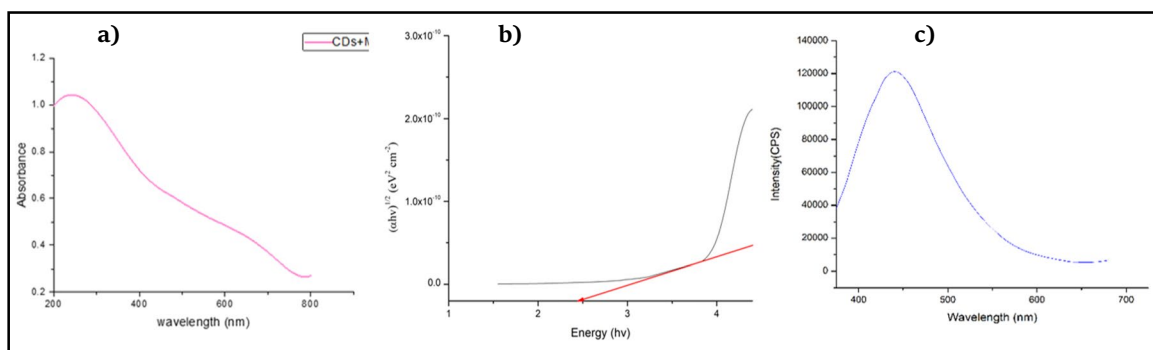 a)
CDs+M
1.2
1.0
0.8
0.6
0.4
0.2
Absorbance
200
400
600
800
wavelength (nm)
b)
3.0x10⁻¹⁰
2.0x10⁻¹⁰
1.0x10⁻¹⁰
0.0
(αhν)¹/² (eV² cm⁻²)
1
2
3
4
Energy (hv)
c)
140000
120000
100000
80000
60000
40000
20000
0
Intensity(CPS)
400
500
600
700
Wavelength (nm)